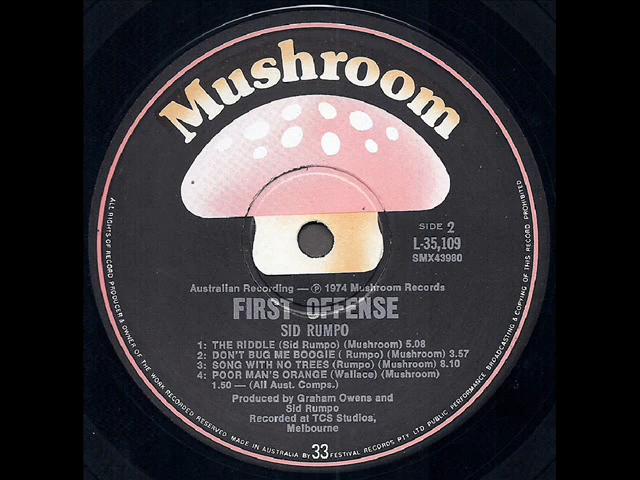 Mushroom
SIDE 2
L-35,109
SMX43980
Australian Recording — Ⓟ 1974 Mushroom Records
FIRST OFFENSE
SID RUMPO
1: THE RIDDLE (Sid Rumpo) (Mushroom) 5.08
2: DON'T BUG ME BOOGIE ( Rumpo) (Mushroom) 3.57
3: SONG WITH NO TREES (Rumpo) (Mushroom) 8.10
4: POOR MAN'S ORANGE (Wallace) (Mushroom)
1.50 — (All Aust. Comps.)
Produced by Graham Owens and
Sid Rumpo
Recorded at TCS Studios,
Melbourne
33
ALL RIGHTS OF RECORD PRODUCER & OWNER OF THE WORK RECORDED RESERVED MADE IN AUSTRALIA BY FESTIVAL RECORDS PTY LTD PUBLIC PERFORMANCE BROADCASTING & COPYING OF THIS RECORD PROHIBITED